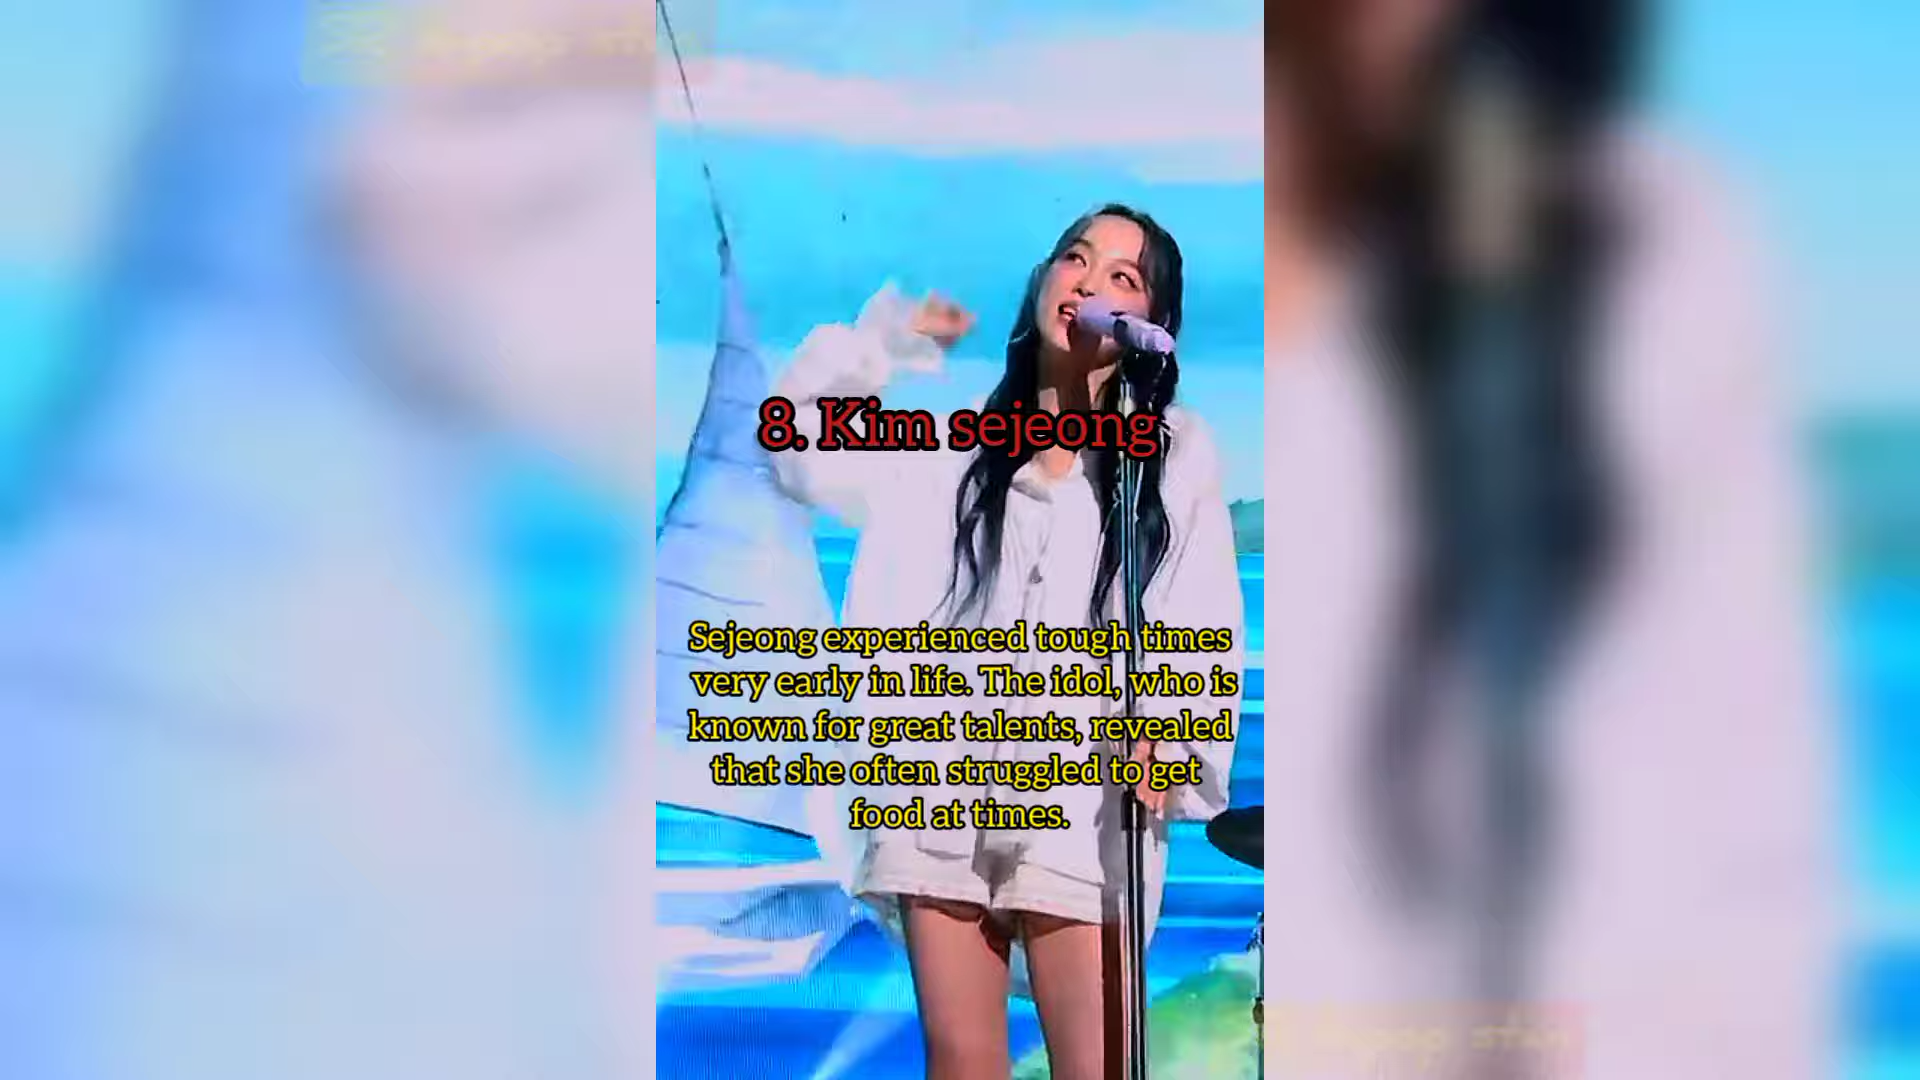 8. Kim sejeong
Sejeong experienced tough times
very early in life. The idol, who is
known for great talents, revealed
that she often struggled to get
food at times.